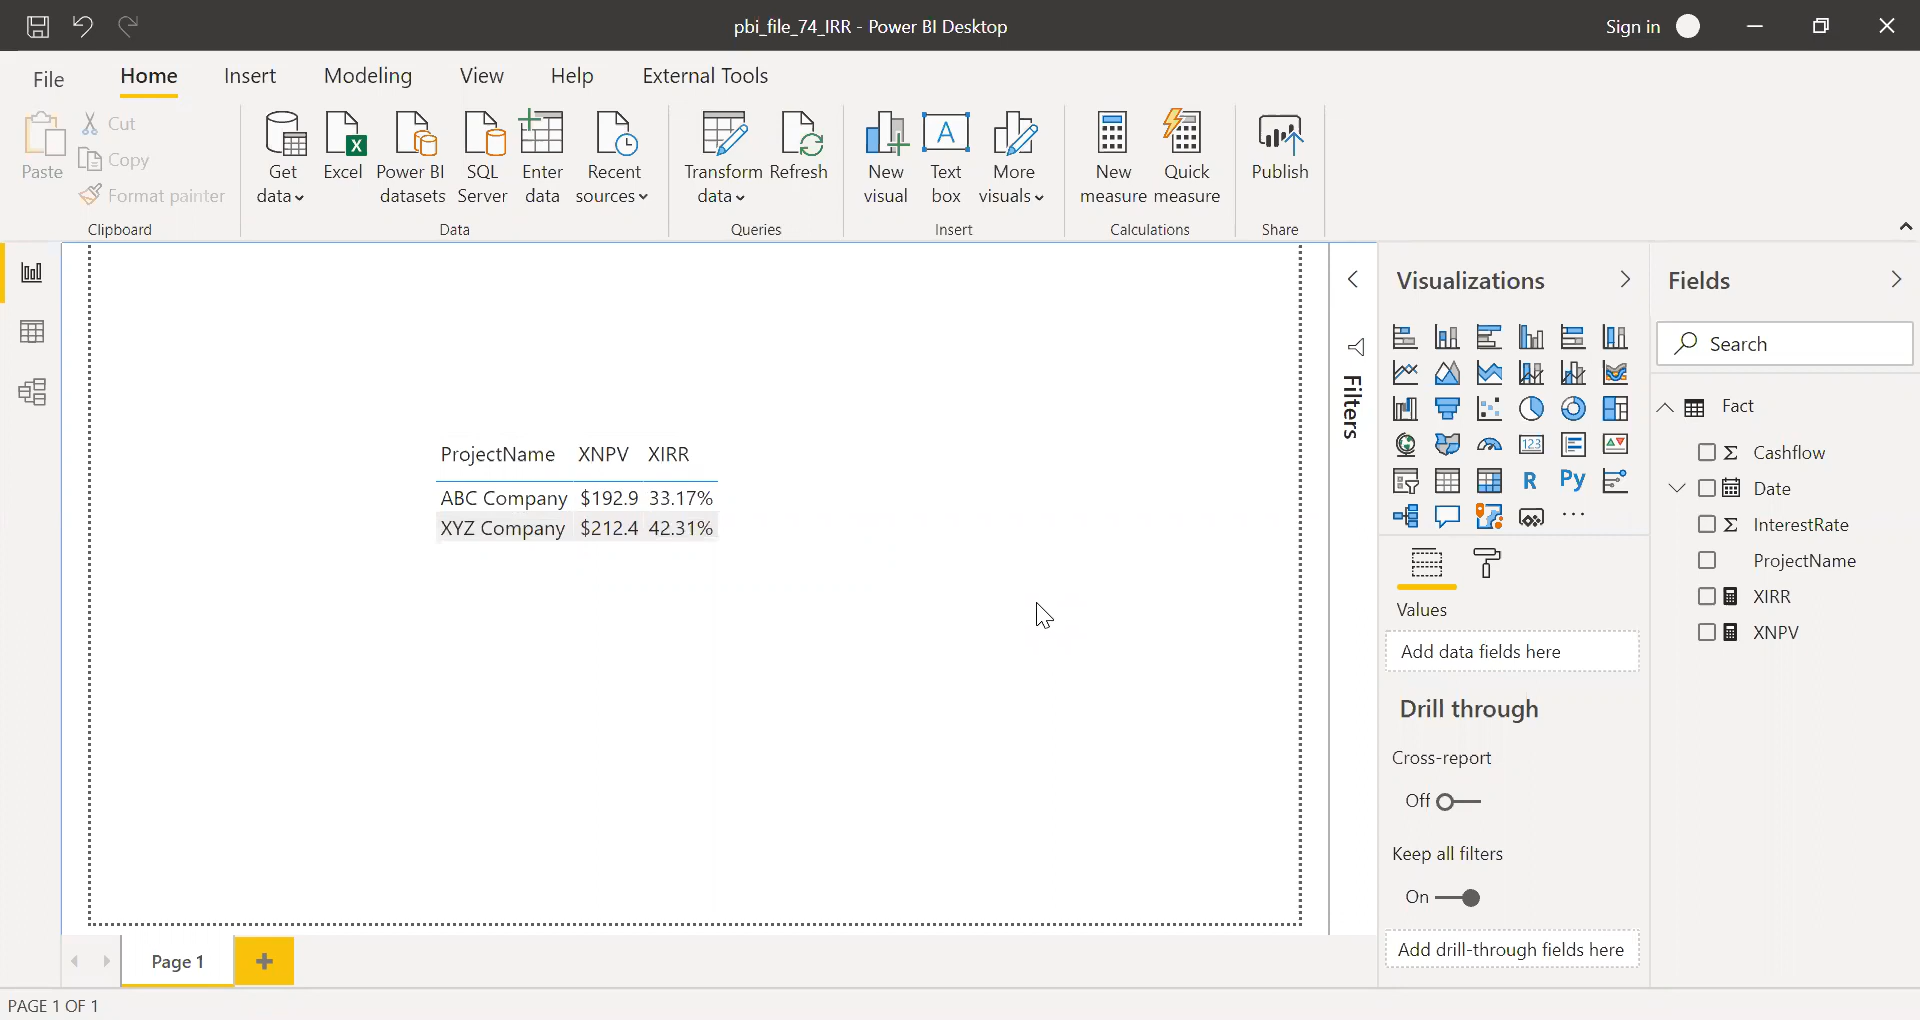 pbi_file_74_IRR - Power BI Desktop
Sign in
File
Home
Insert
Modeling
View
Help
External Tools
Paste
Cut
Copy
Format painter
Clipboard
Get data
Excel
Power BI datasets
SQL Server
Enter data
Recent sources
Data
Transform data
Refresh
Queries
New visual
Text box
More visuals
Insert
New measure
Quick measure
Calculations
Publish
Share
ProjectName XNPV XIRR
ABC Company $192.9 33.17%
XYZ Company $212.4 42.31%
Filters
Visualizations
123
R
Py
Values
Add data fields here
Drill through
Cross-report
Off
Keep all filters
On
Add drill-through fields here
Fields
Search
Fact
Σ Cashflow
Date
Σ InterestRate
ProjectName
XIRR
XNPV
Page 1
PAGE 1 OF 1